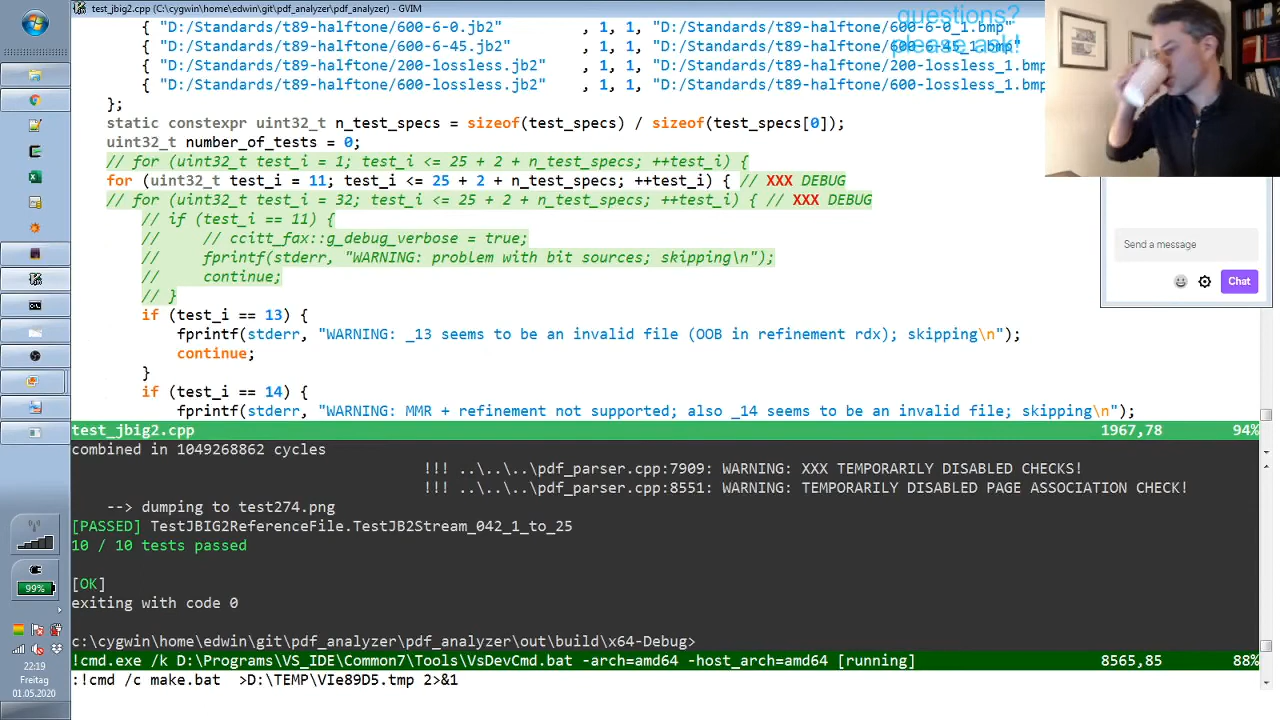 test_jbig2.cpp (C:\cygwin\home\edwin\git\pdf_analyzer\pdf_analyzer) - GVIM
questions?
please ask!
{ "D:/Standards/t89-halftone/600-6-0.jb2" , 1, 1, "D:/Standards/t89-halftone/600-6-0_1.bmp"
{ "D:/Standards/t89-halftone/600-6-45.jb2" , 1, 1, "D:/Standards/t89-halftone/600-6-45_1.bmp"
{ "D:/Standards/t89-halftone/200-lossless.jb2" , 1, 1, "D:/Standards/t89-halftone/200-lossless_1.bmp
{ "D:/Standards/t89-halftone/600-lossless.jb2" , 1, 1, "D:/Standards/t89-halftone/600-lossless_1.bmp
};
static constexpr uint32_t n_test_specs = sizeof(test_specs) / sizeof(test_specs[0]);
uint32_t number_of_tests = 0;
// for (uint32_t test_i = 1; test_i <= 25 + 2 + n_test_specs; ++test_i) {
for (uint32_t test_i = 11; test_i <= 25 + 2 + n_test_specs; ++test_i) { // XXX DEBUG
// for (uint32_t test_i = 32; test_i <= 25 + 2 + n_test_specs; ++test_i) { // XXX DEBUG
// if (test_i == 11) {
// // ccitt_fax::g_debug_verbose = true;
// fprintf(stderr, "WARNING: problem with bit sources; skipping\n");
// continue;
// }
if (test_i == 13) {
fprintf(stderr, "WARNING: _13 seems to be an invalid file (OOB in refinement rdx); skipping\n");
continue;
}
if (test_i == 14) {
fprintf(stderr, "WARNING: MMR + refinement not supported; also _14 seems to be an invalid file; skipping\n");
Send a message
Chat
test_jbig2.cpp 1967,78 94%
combined in 1049268862 cycles
!!! ..\..\..\pdf_parser.cpp:7909: WARNING: XXX TEMPORARILY DISABLED CHECKS!
!!! ..\..\..\pdf_parser.cpp:8551: WARNING: TEMPORARILY DISABLED PAGE ASSOCIATION CHECK!
--> dumping to test274.png
[PASSED] TestJBIG2ReferenceFile.TestJB2Stream_042_1_to_25
10 / 10 tests passed
[OK]
exiting with code 0
c:\cygwin\home\edwin\git\pdf_analyzer\pdf_analyzer\out\build\x64-Debug>
!cmd.exe /k D:\Programs\VS_IDE\Common7\Tools\VsDevCmd.bat -arch=amd64 -host_arch=amd64 [running] 8565,85 88%
:!cmd /c make.bat >D:\TEMP\VIe89D5.tmp 2>&1
99%
22:19
Freitag
01.05.2020